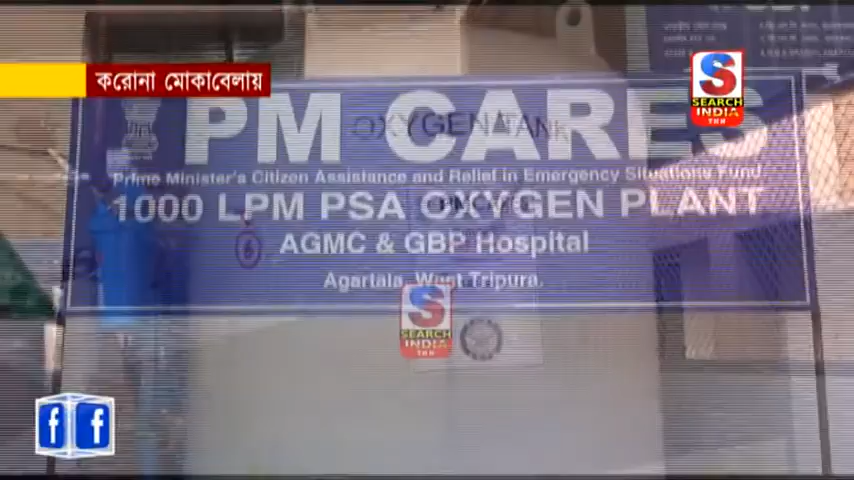 করোনা মোকাবেলায়
S
SEARCH
INDIA
PM CARES
OXYGEN TANK
Prime Minister's Citizen Assistance and Relief in Emergency Situations Fund
1000 LPM PSA OXYGEN PLANT
AGMC & GBP Hospital
Agartala, West Tripura.
S
SEARCH
INDIA
f f